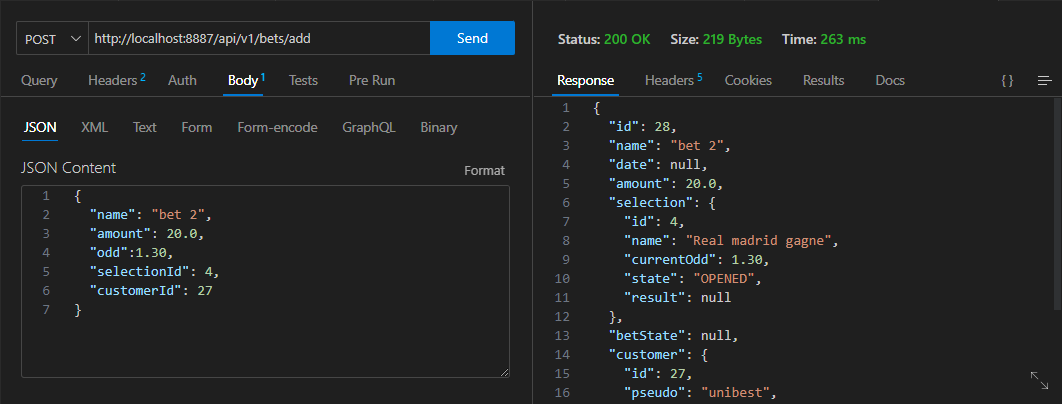 POST http://localhost:8887/api/v1/bets/add Send
Query Headers 2 Auth Body 1 Tests Pre Run
JSON XML Text Form Form-encode GraphQL Binary
JSON Content Format
1 {
2 "name": "bet 2",
3 "amount": 20.0,
4 "odd":1.30,
5 "selectionId": 4,
6 "customerId": 27
7 }
Status: 200 OK Size: 219 Bytes Time: 263 ms
Response Headers 5 Cookies Results Docs { }
1 {
2 "id": 28,
3 "name": "bet 2",
4 "date": null,
5 "amount": 20.0,
6 "selection": {
7 "id": 4,
8 "name": "Real madrid gagne",
9 "currentOdd": 1.30,
10 "state": "OPENED",
11 "result": null
12 },
13 "betState": null,
14 "customer": {
15 "id": 27,
16 "pseudo": "unibest",